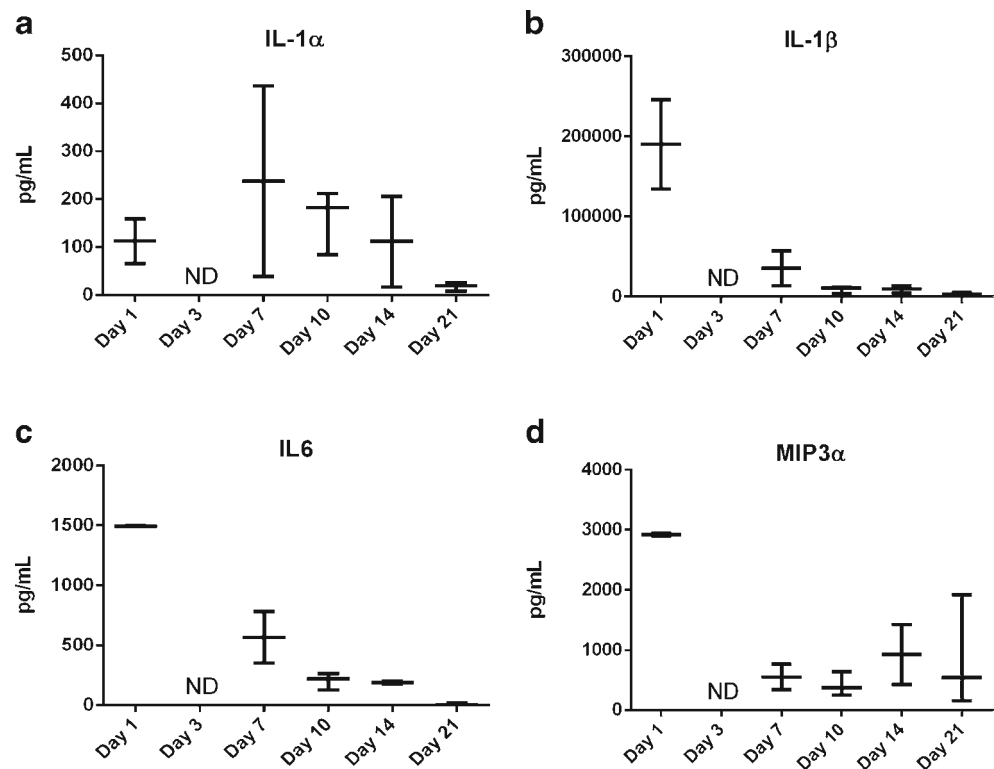 a
IL-1α
pg/mL
500
400
300
200
100
0
ND
Day 1
Day 3
Day 7
Day 10
Day 14
Day 21
b
IL-1β
pg/mL
300000
200000
100000
0
ND
Day 1
Day 3
Day 7
Day 10
Day 14
Day 21
c
IL6
pg/mL
2000
1500
1000
500
0
ND
Day 1
Day 3
Day 7
Day 10
Day 14
Day 21
d
MIP3α
pg/mL
4000
3000
2000
1000
0
ND
Day 1
Day 3
Day 7
Day 10
Day 14
Day 21